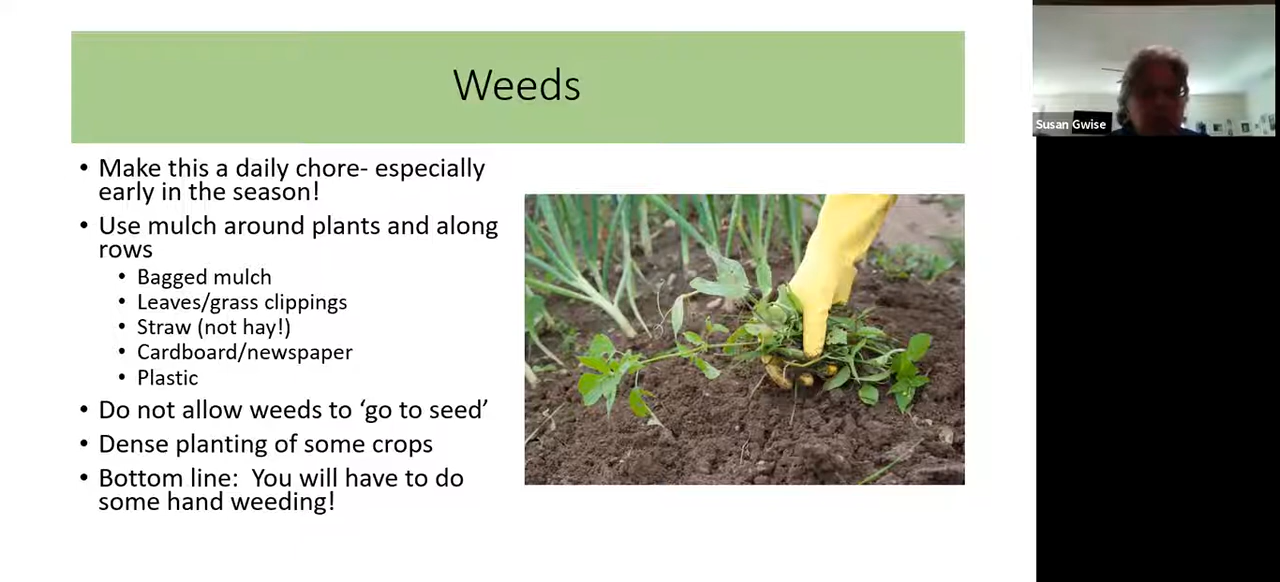 Weeds
• Make this a daily chore- especially
early in the season!
• Use mulch around plants and along
rows
• Bagged mulch
• Leaves/grass clippings
• Straw (not hay!)
• Cardboard/newspaper
• Plastic
• Do not allow weeds to ‘go to seed’
• Dense planting of some crops
• Bottom line:  You will have to do
some hand weeding!
Susan Gwise